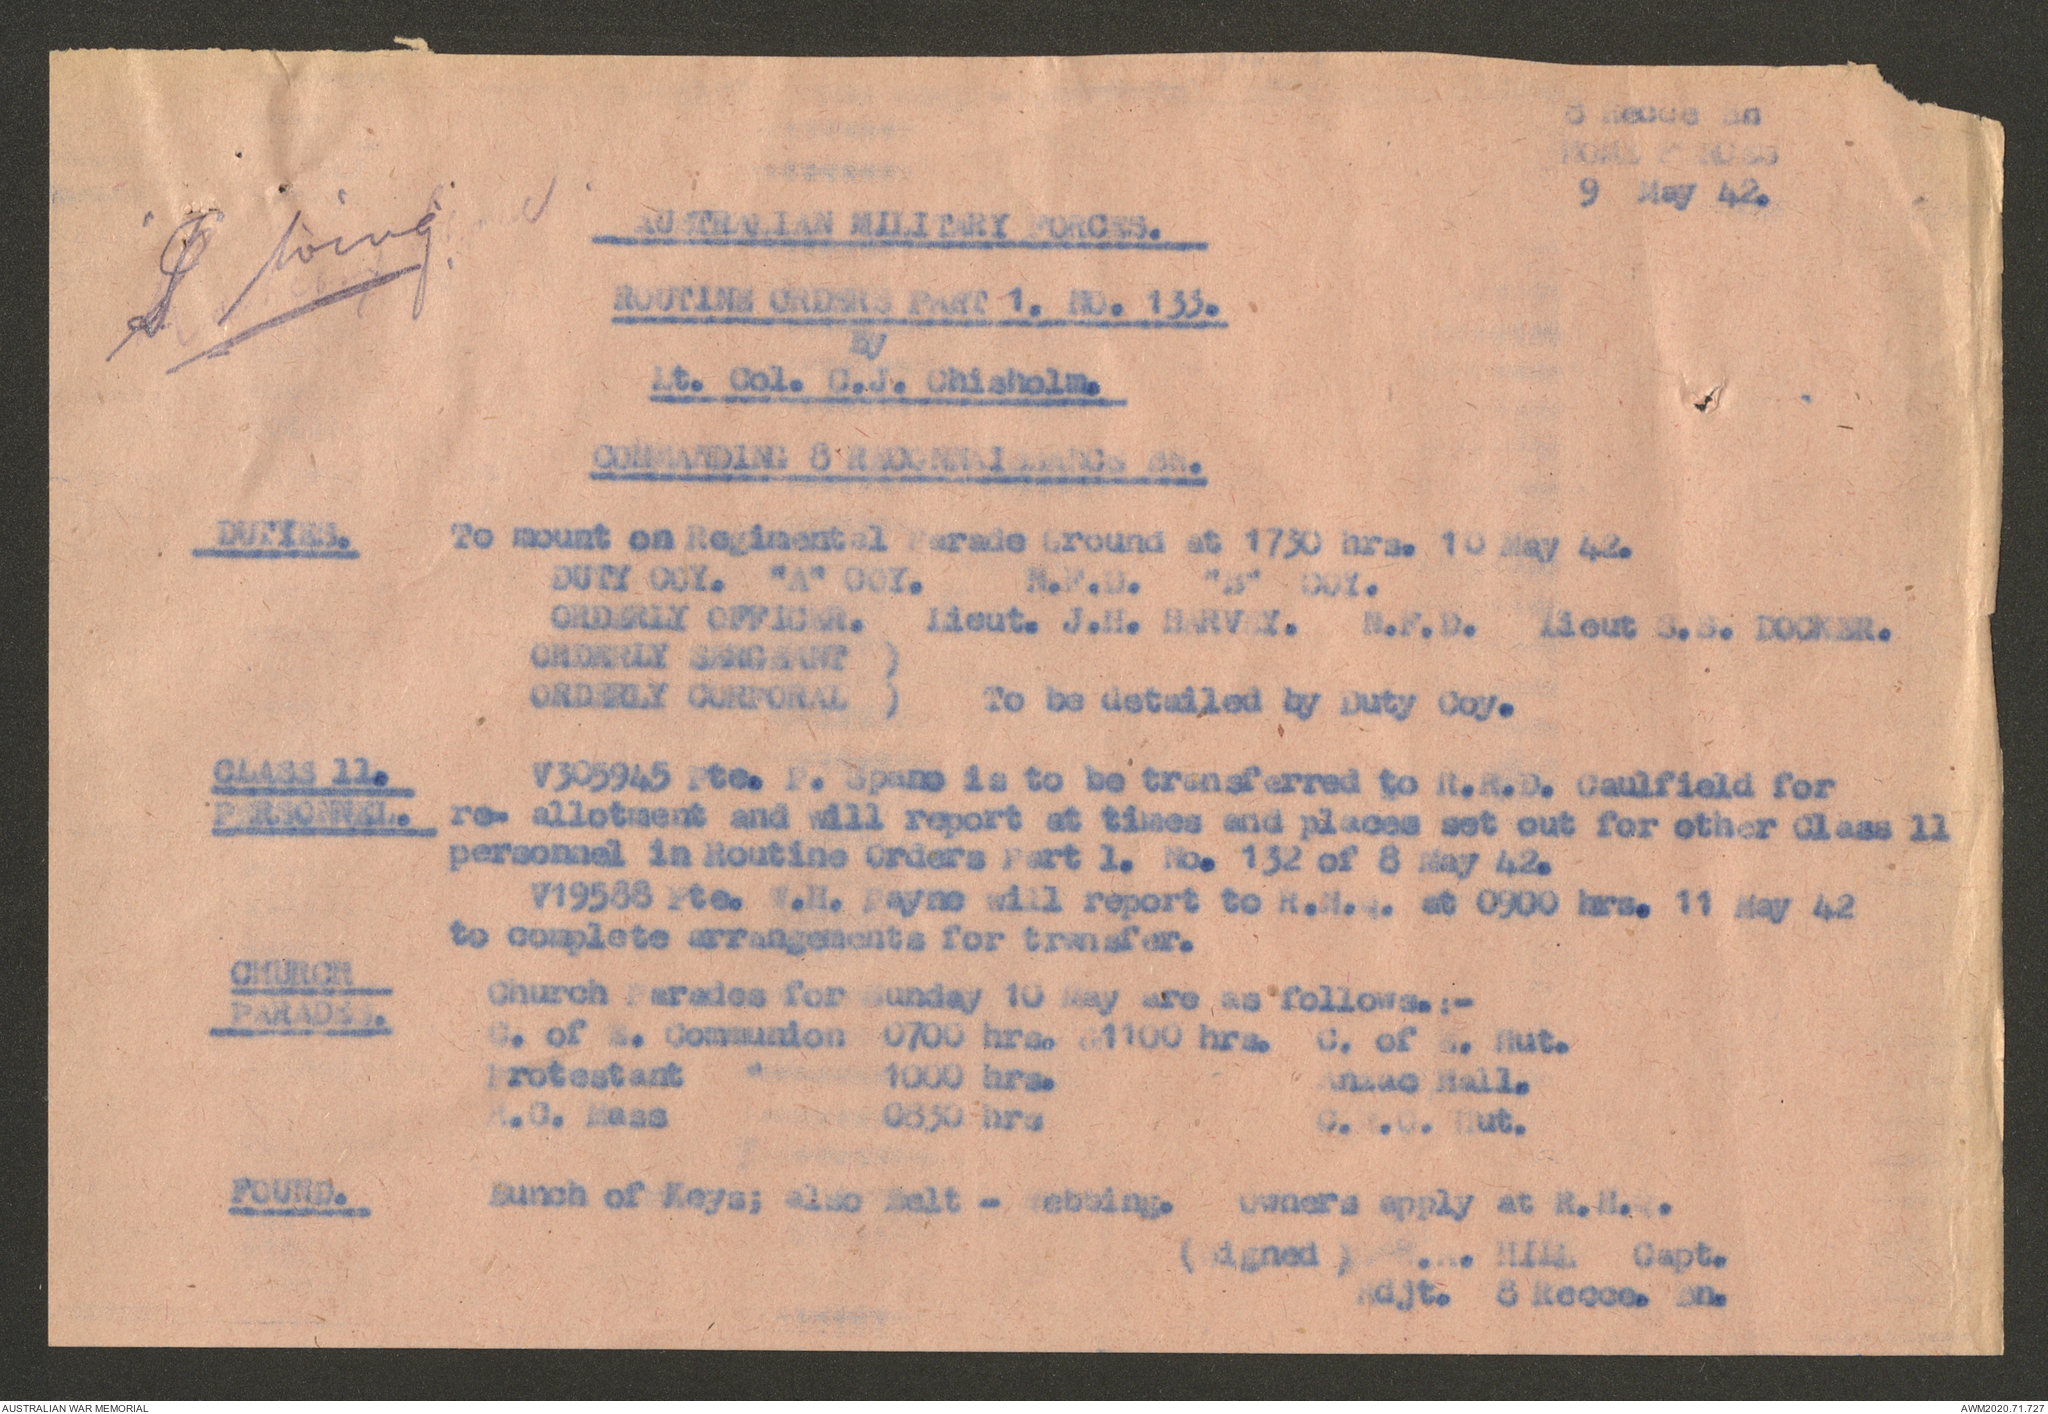 8 Recce Bn
9 May 42.
AUSTRALIAN MILITARY FORCES.
ROUTINE ORDERS PART 1. NO. 133.
By
Lt. Col. C.J. Chisholm.
COMMANDING 8 RECONNAISSANCE BN.
DUTIES. To mount on Regimental Parade Ground at 1730 hrs. 10 May 42.
DUTY COY. "A" COY. N.F.D. "B" COY.
ORDERLY OFFICER. Lieut. J.H. HARVEY. N.F.D. Lieut S.S. DOCKER.
ORDERLY SERGEANT )
ORDERLY CORPORAL ) To be detailed by Duty Coy.
CLASS 11. V305945 Pte. P. Spame is to be transferred to R.R.D. Caulfield for
PERSONNEL. re- allotment and will report at times and places set out for other Class 11
personnel in Routine Orders Part 1. No. 132 of 8 May 42.
V19588 Pte. W.H. Payne will report to R.H.Q. at 0900 hrs. 11 May 42
to complete arrangements for transfer.
CHURCH
PARADES. Church Parades for Sunday 10 May are as follows.:-
C. of E. Communion 0700 hrs. &1100 hrs. C. of E. Hut.
Protestant " 1000 hrs. Anzac Hall.
R.C. Mass 0830 hrs C.E.G. Hut.
FOUND. Bunch of Keys; also Belt - Webbing. Owners apply at R.H.Q.
(Signed ) HILL Capt.
Adjt. 8 Recce. Bn.
AUSTRALIAN WAR MEMORIAL
AWM2020.71.727